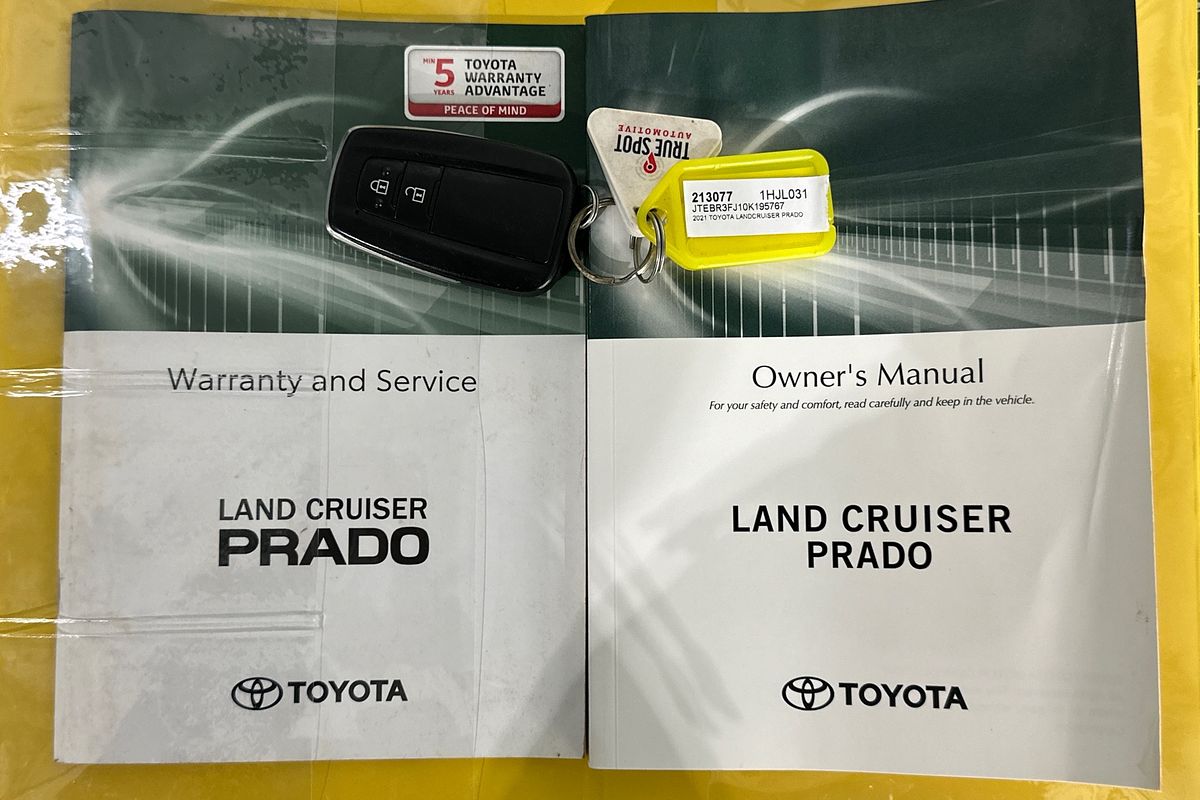 MIN
5
YEARS
TOYOTA
WARRANTY
ADVANTAGE
PEACE OF MIND
TRUE SPOT
AUTOMOTIVE
213077 1HJL031
JTEBR3FJ10K195767
2021 TOYOTA LANDCRUISER PRADO
Warranty and Service
LAND CRUISER
PRADO
TOYOTA
Owner's Manual
For your safety and comfort, read carefully and keep in the vehicle.
LAND CRUISER
PRADO
TOYOTA